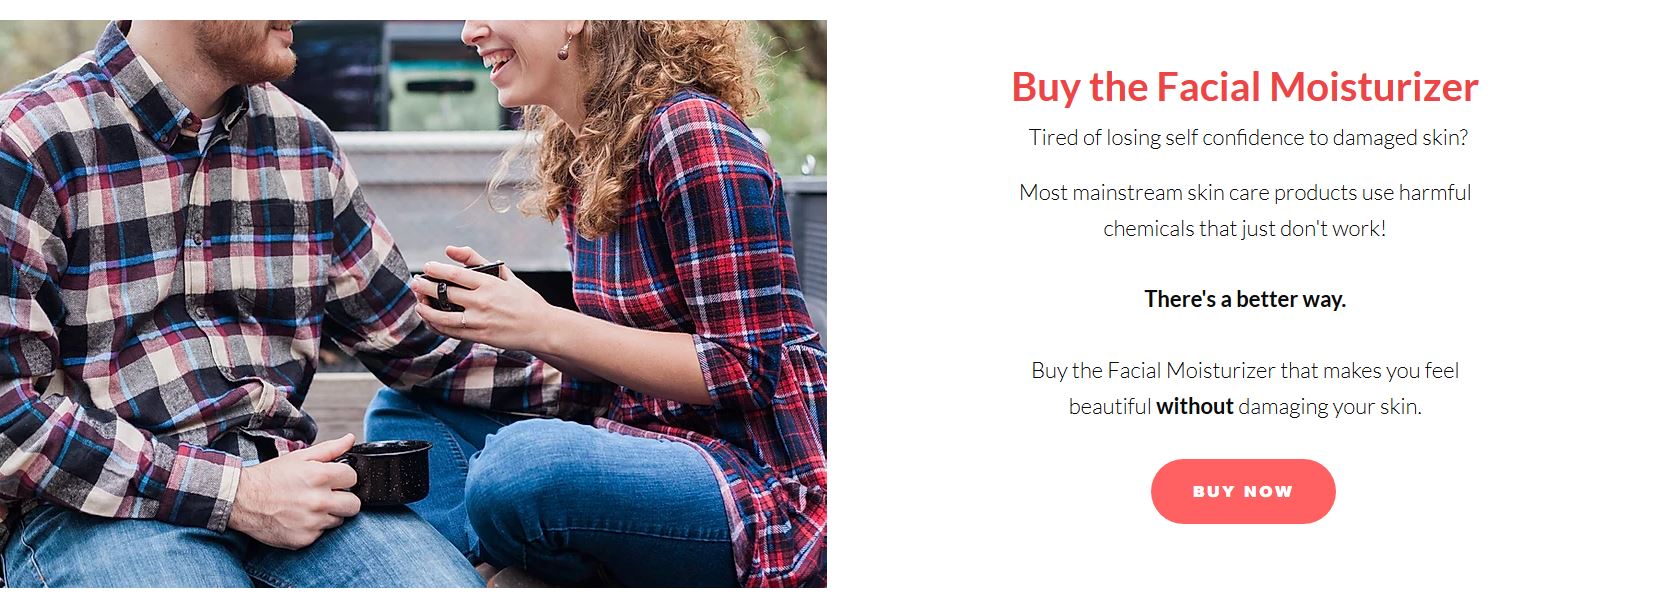 Buy the Facial Moisturizer
Tired of losing self confidence to damaged skin?
Most mainstream skin care products use harmful
chemicals that just don't work!
There's a better way.
Buy the Facial Moisturizer that makes you feel
beautiful without damaging your skin.
BUY NOW